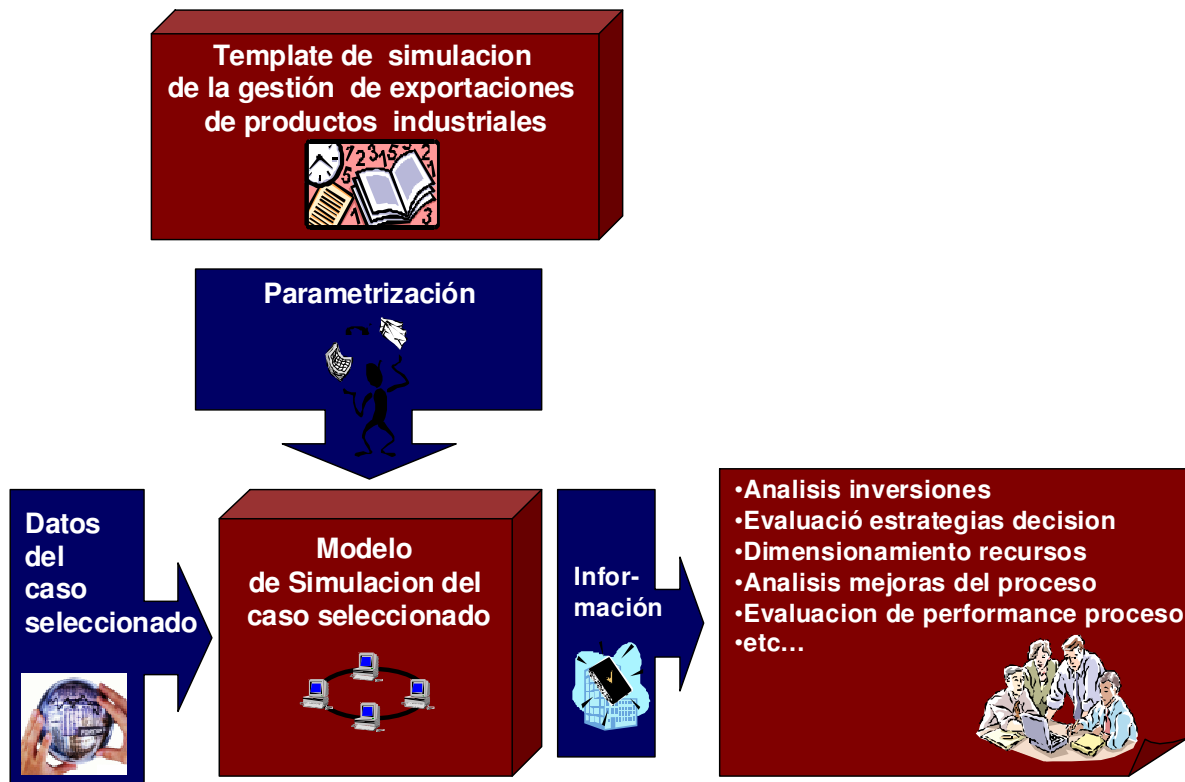 Template de simulacion
de la gestión de exportaciones
de productos industriales
Parametrización
Datos
del
caso
seleccionado
Modelo
de Simulacion del
caso seleccionado
Infor-
mación
•Analisis inversiones
•Evaluació estrategias decision
•Dimensionamiento recursos
•Analisis mejoras del proceso
•Evaluacion de performance proceso
•etc...